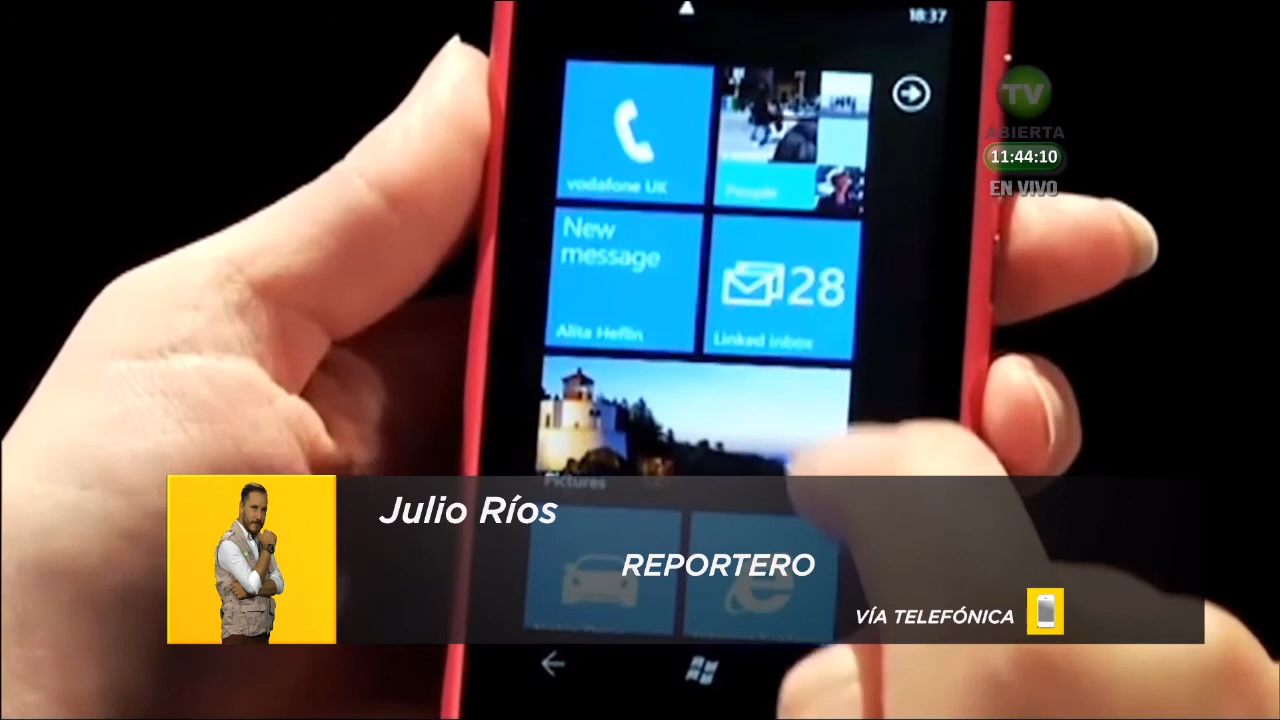 18:37
TV
ABIERTA
11:44:10
EN VIVO
vodafone UK
People
New
message
28
Alita Heflin
Linked inbox
Pictures
Julio Ríos
REPORTERO
VÍA TELEFÓNICA